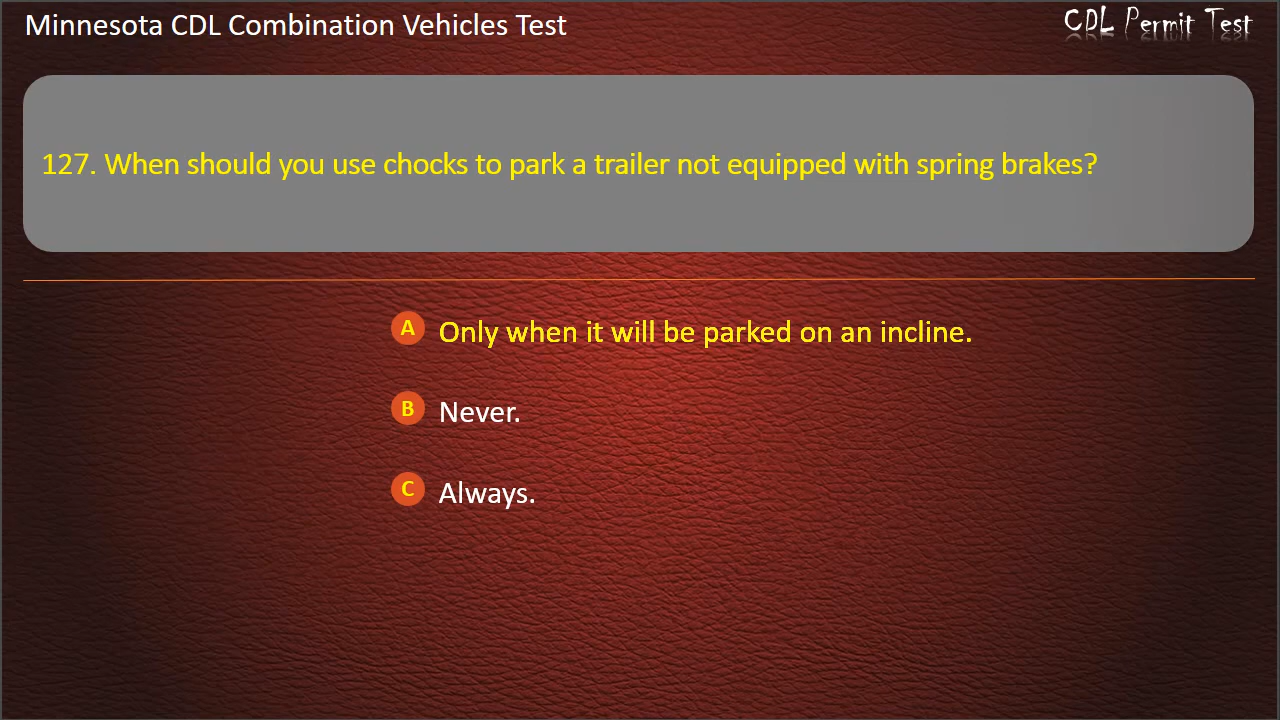 Minnesota CDL Combination Vehicles Test
CDL Permit Test
127. When should you use chocks to park a trailer not equipped with spring brakes?
A Only when it will be parked on an incline.
B Never.
C Always.